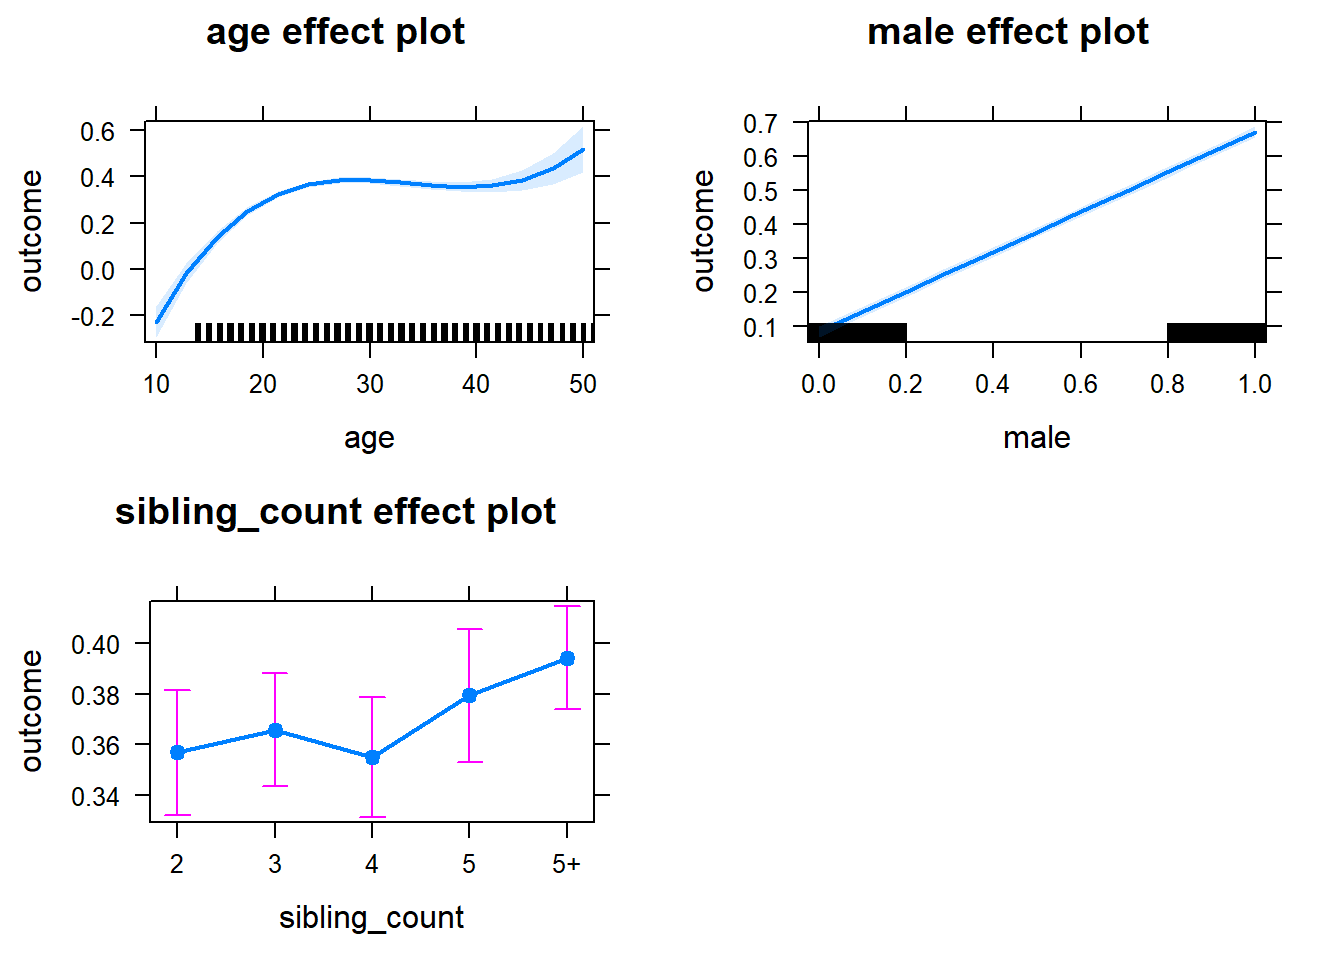 age effect plot
outcome
0.6
0.4
0.2
0.0
-0.2
10 20 30 40 50
age
male effect plot
outcome
0.7
0.6
0.5
0.4
0.3
0.2
0.1
0.0 0.2 0.4 0.6 0.8 1.0
male
sibling_count effect plot
outcome
0.40
0.38
0.36
0.34
2 3 4 5 5+
sibling_count